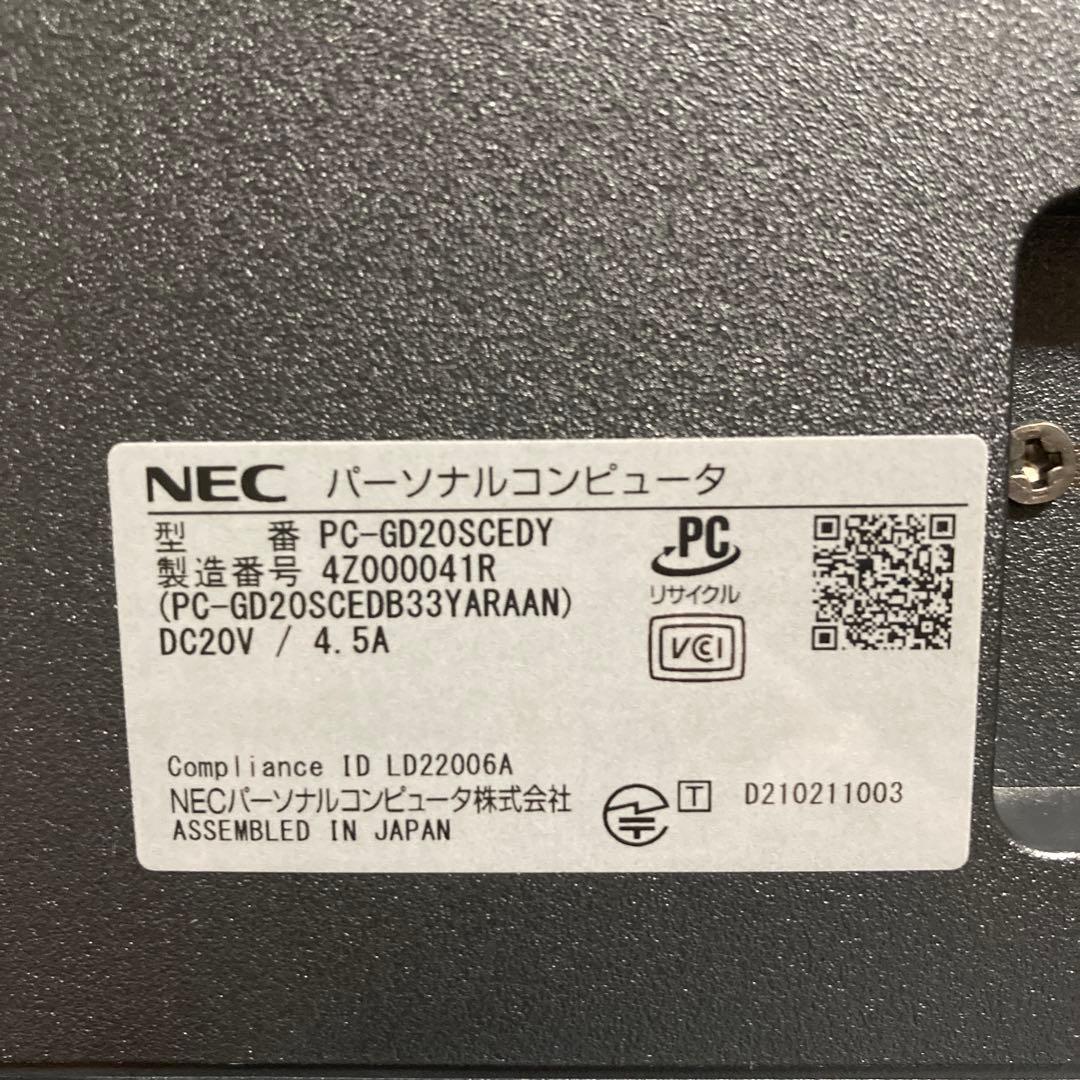 NEC パーソナルコンピュータ
型 番 PC-GD20SCEDY
製造番号 4Z000041R
(PC-GD20SCEDB33YARAAN)
DC20V / 4.5A
PC
リサイクル
VCI
Compliance ID LD22006A
NECパーソナルコンピュータ株式会社
ASSEMBLED IN JAPAN
T D210211003